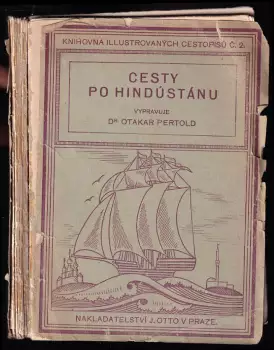 KNIHOVNA ILLUSTROVANÝCH CESTOPISŮ Č. 2.
CESTY
PO HINDÚSTÁNU
VYPRAVUJE
DR OTAKAR PERTOLD
NAKLADATELSTVÍ J. OTTO V PRAZE.